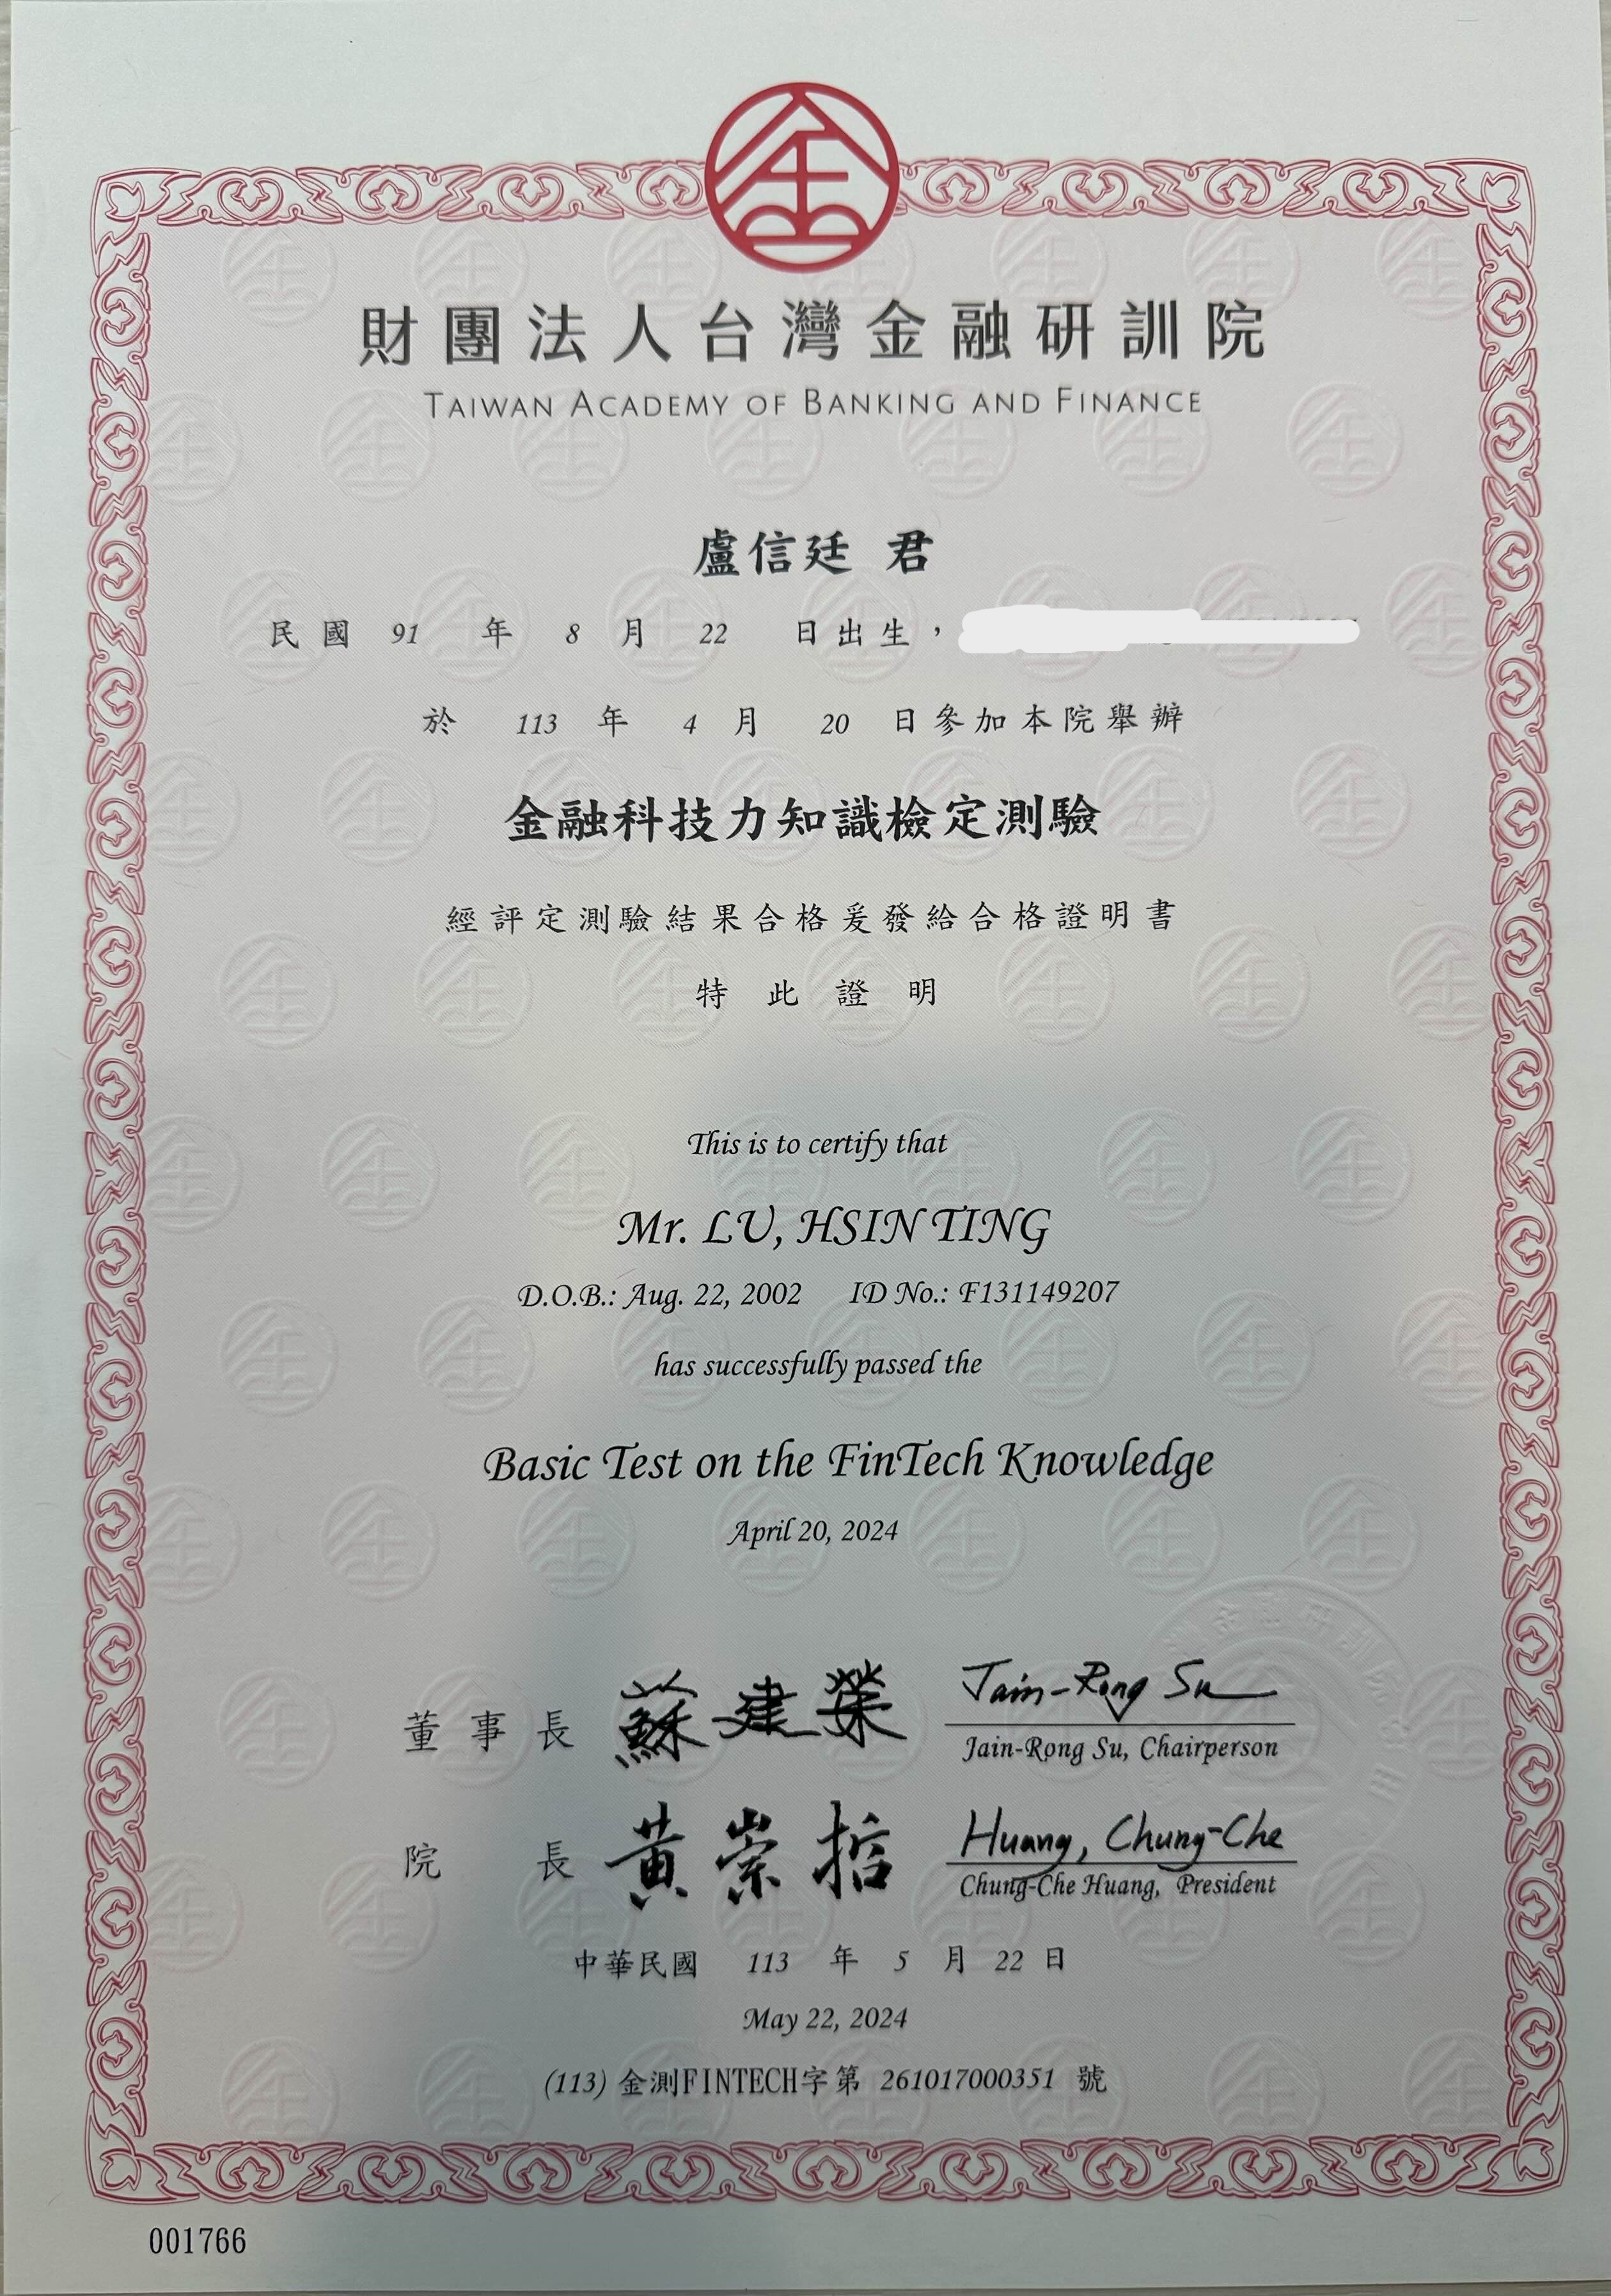 財團法人台灣金融研訓院
TAIWAN ACADEMY OF BANKING AND FINANCE
盧信廷 君
民國 91 年 8 月 22 日出生，
於 113 年 4 月 20 日參加本院舉辦
金融科技力知識檢定測驗
經評定測驗結果合格爰發給合格證明書
特此證明
This is to certify that
Mr. LU, HSIN TING
D.O.B.: Aug. 22, 2002 ID No.: F131149207
has successfully passed the
Basic Test on the FinTech Knowledge
April 20, 2024
董事長 蘇建榮 Jain-Rong Su
Jain-Rong Su, Chairperson
院長 黃崇哲 Huang, Chung-Che
Chung-Che Huang, President
中華民國 113 年 5 月 22 日
May 22, 2024
(113) 金測FINTECH字第 261017000351 號
001766